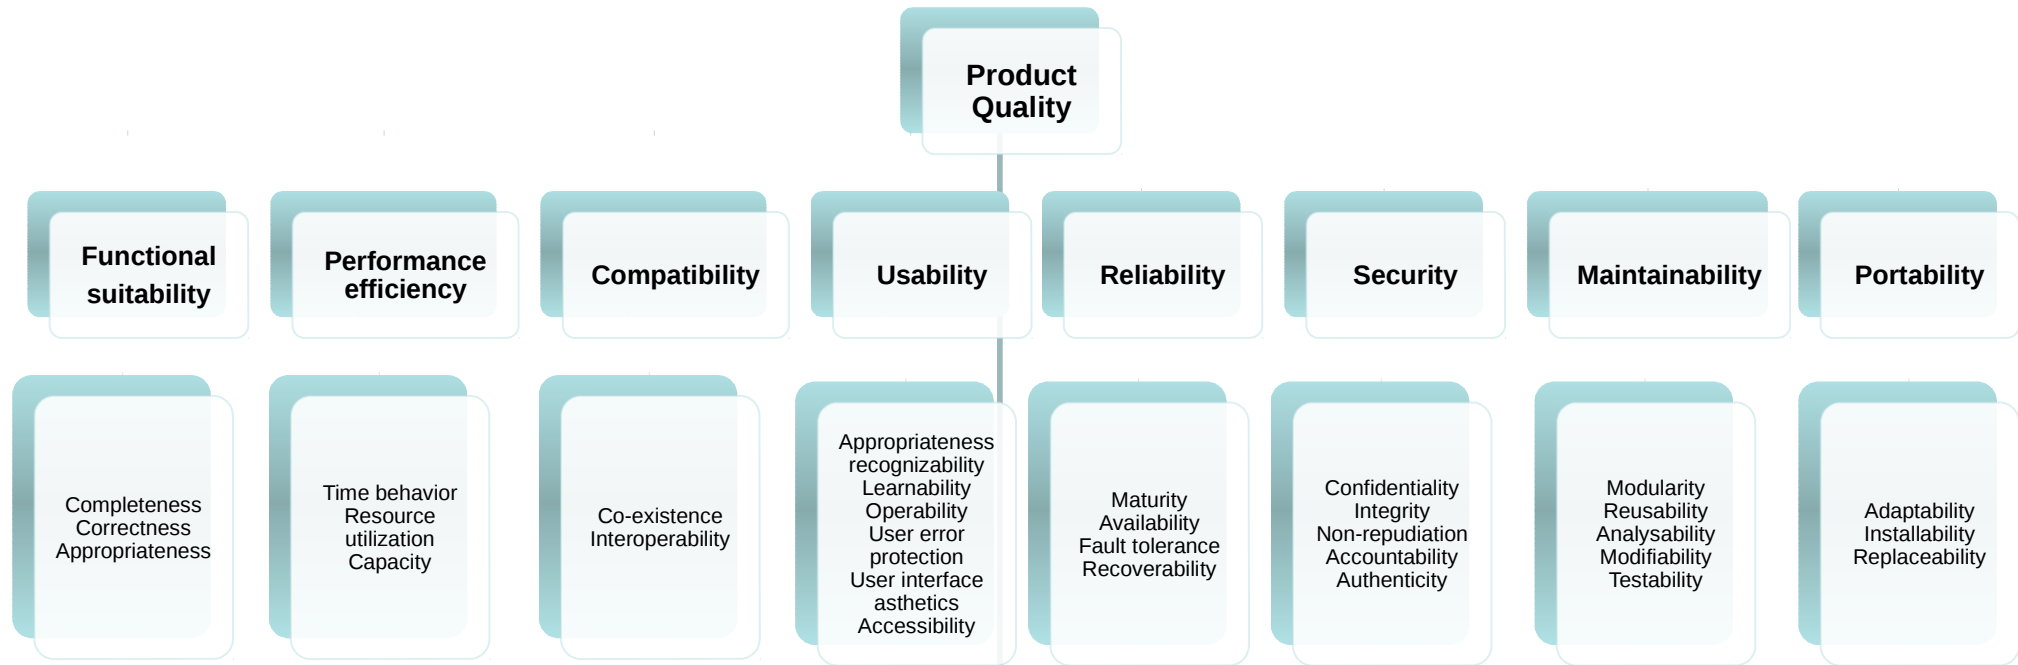 Product
Quality
Functional
suitability
Performance
efficiency
Compatibility
Usability
Reliability
Security
Maintainability
Portability
Completeness
Correctness
Appropriateness
Time behavior
Resource
utilization
Capacity
Co-existence
Interoperability
Appropriateness
recognizability
Learnability
Operability
User error
protection
User interface
asthetics
Accessibility
Maturity
Availability
Fault tolerance
Recoverability
Confidentiality
Integrity
Non-repudiation
Accountability
Authenticity
Modularity
Reusability
Analysability
Modifiability
Testability
Adaptability
Installability
Replaceability